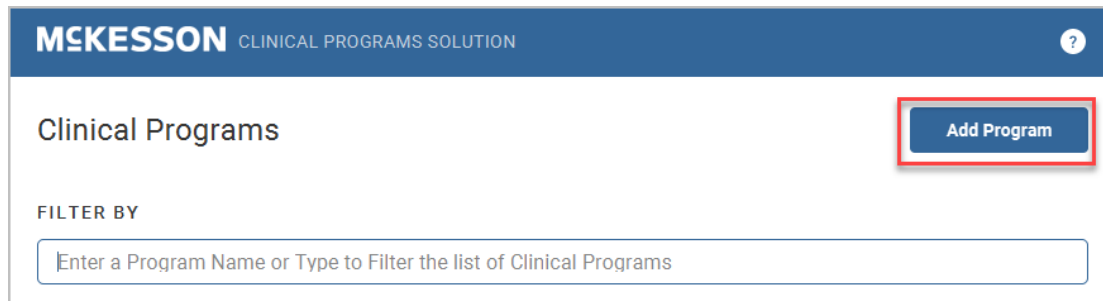 MCKESSON CLINICAL PROGRAMS SOLUTION ?
Clinical Programs
Add Program
FILTER BY
Enter a Program Name or Type to Filter the list of Clinical Programs